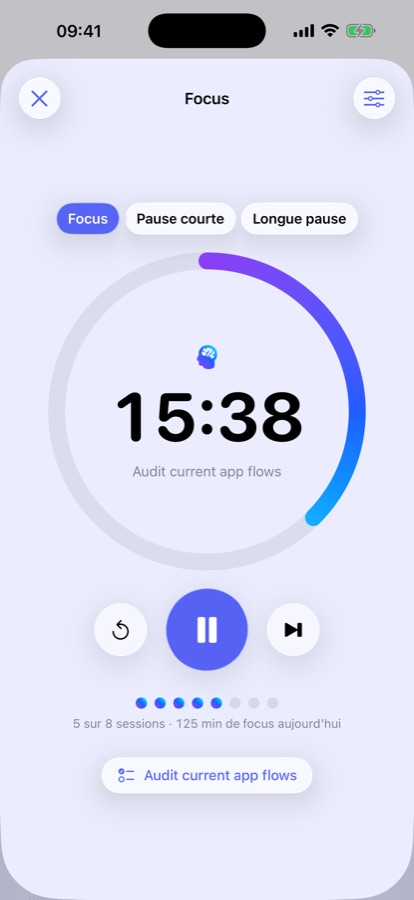 09:41
Focus
Focus
Pause courte
Longue pause
15:38
Audit current app flows
5 sur 8 sessions · 125 min de focus aujourd'hui
Audit current app flows